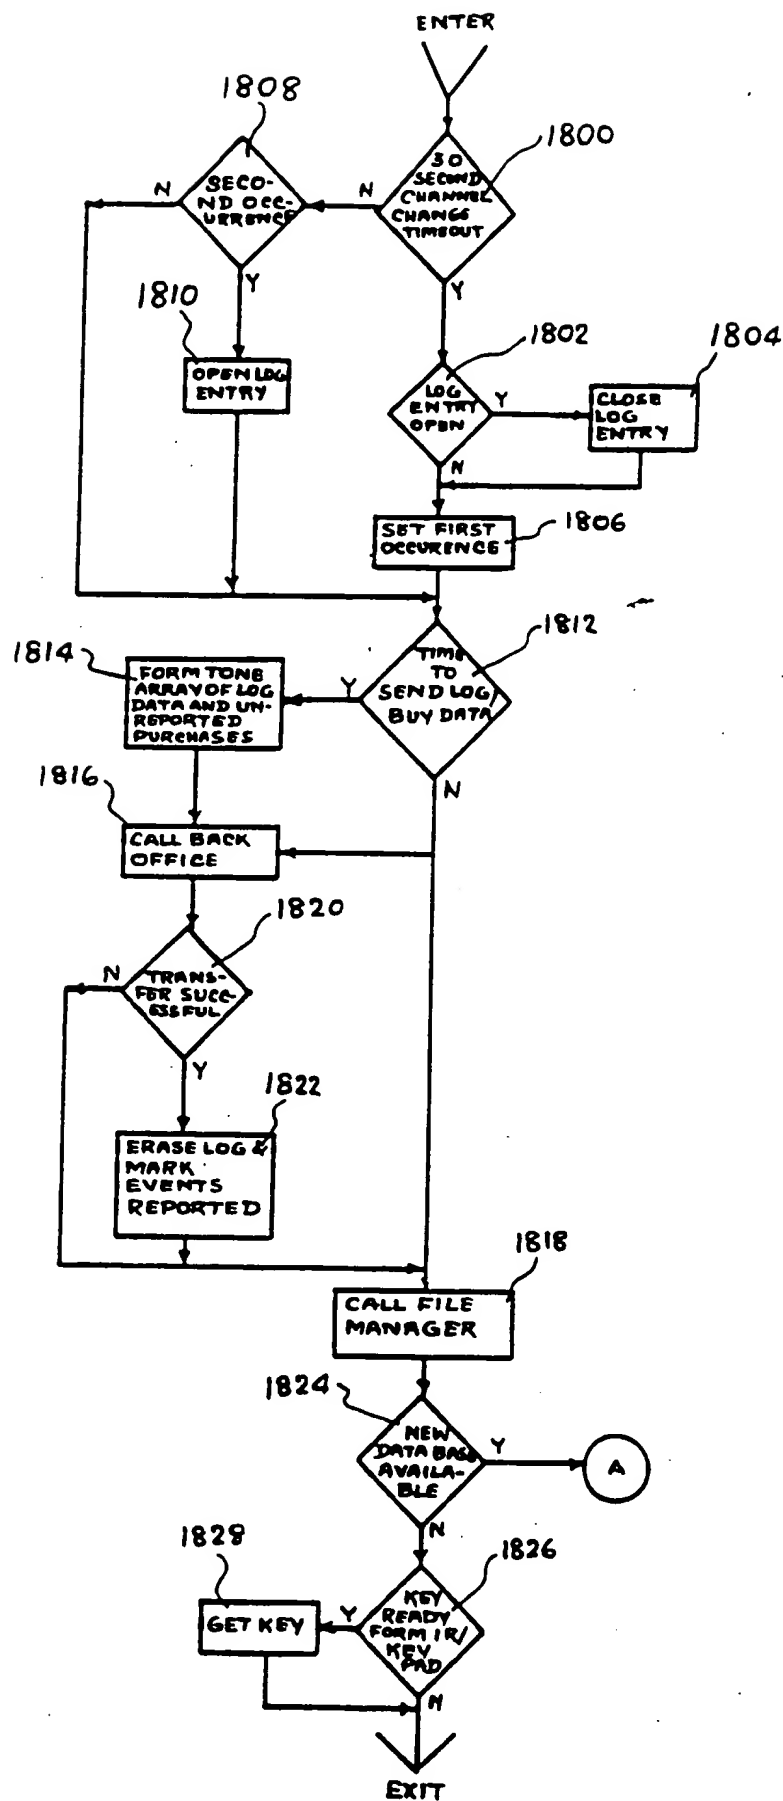 ENTER
1808
1800
30
SECOND
CHANNEL
CHANGE
TIMEOUT
N
SECO-
ND OCC-
URRENCE
N
Y
Y
1810
OPEN LOG
ENTRY
1802
1804
LOG
ENTRY
OPEN
Y
CLOSE
LOG
ENTRY
N
SET FIRST
OCCURENCE
1806
1812
1814
FORM TONE
ARRAY OF LOG
DATA AND UN-
REPORTED
PURCHASES
Y
TIME
TO
SEND LOG/
BUY DATA
N
1816
CALL BACK
OFFICE
1820
N
TRANS-
FER SUCC-
ESSFUL
Y
1822
ERASE LOG &
MARK
EVENTS
REPORTED
1818
CALL FILE
MANAGER
1824
NEW
DATA BASE
AVAILA-
BLE
Y
A
N
1828
1826
GET KEY
Y
KEY
READY
FORM IR/
KEY
PAD
N
EXIT